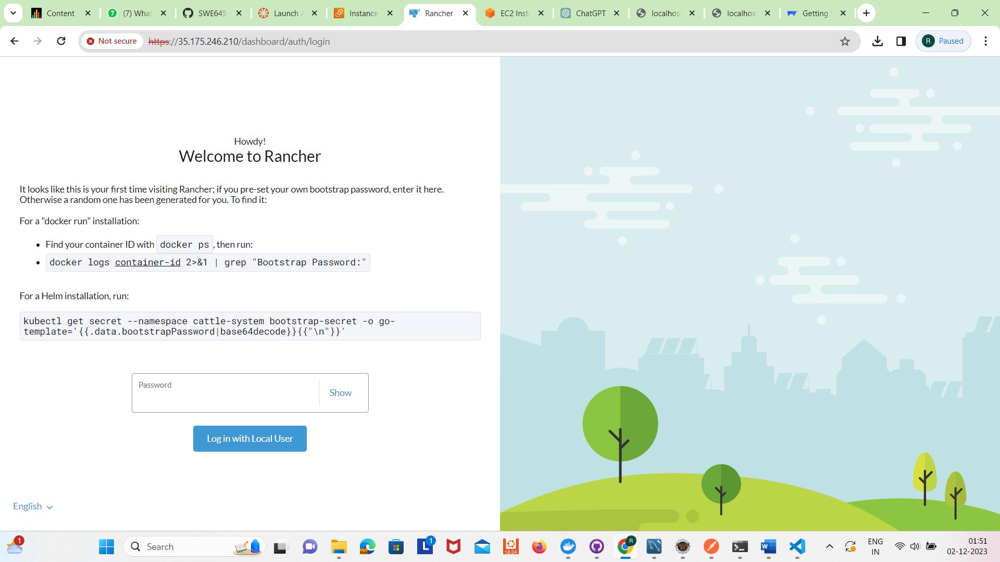 Content
(7) What
SWE645-
Launch A
Instance
Rancher
EC2 Inst
ChatGPT
localhos
localhos
Getting S
Not secure
https://35.175.246.210/dashboard/auth/login
R
Paused
Howdy!
Welcome to Rancher
It looks like this is your first time visiting Rancher; if you pre-set your own bootstrap password, enter it here.
Otherwise a random one has been generated for you. To find it:
For a "docker run" installation:
Find your container ID with docker ps, then run:
docker logs container-id 2>&1 | grep "Bootstrap Password:"
For a Helm installation, run:
kubectl get secret --namespace cattle-system bootstrap-secret -o go-
template='{{.data.bootstrapPassword|base64decode}}{{"\n"}}'
Password
Show
Log in with Local User
English
1
Search
1
18.04
R
ENG
IN
01:51
02-12-2023